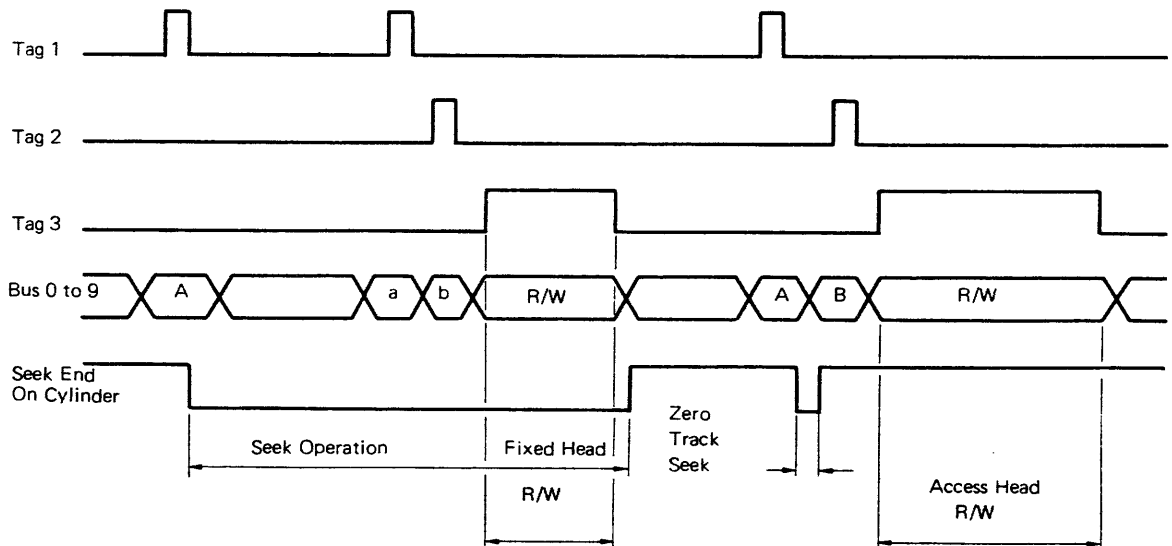 Tag 1
Tag 2
Tag 3
Bus 0 to 9
A
a
b
R/W
A
B
R/W
Seek End
On Cylinder
Seek Operation
Fixed Head
R/W
Zero
Track
Seek
Access Head
R/W